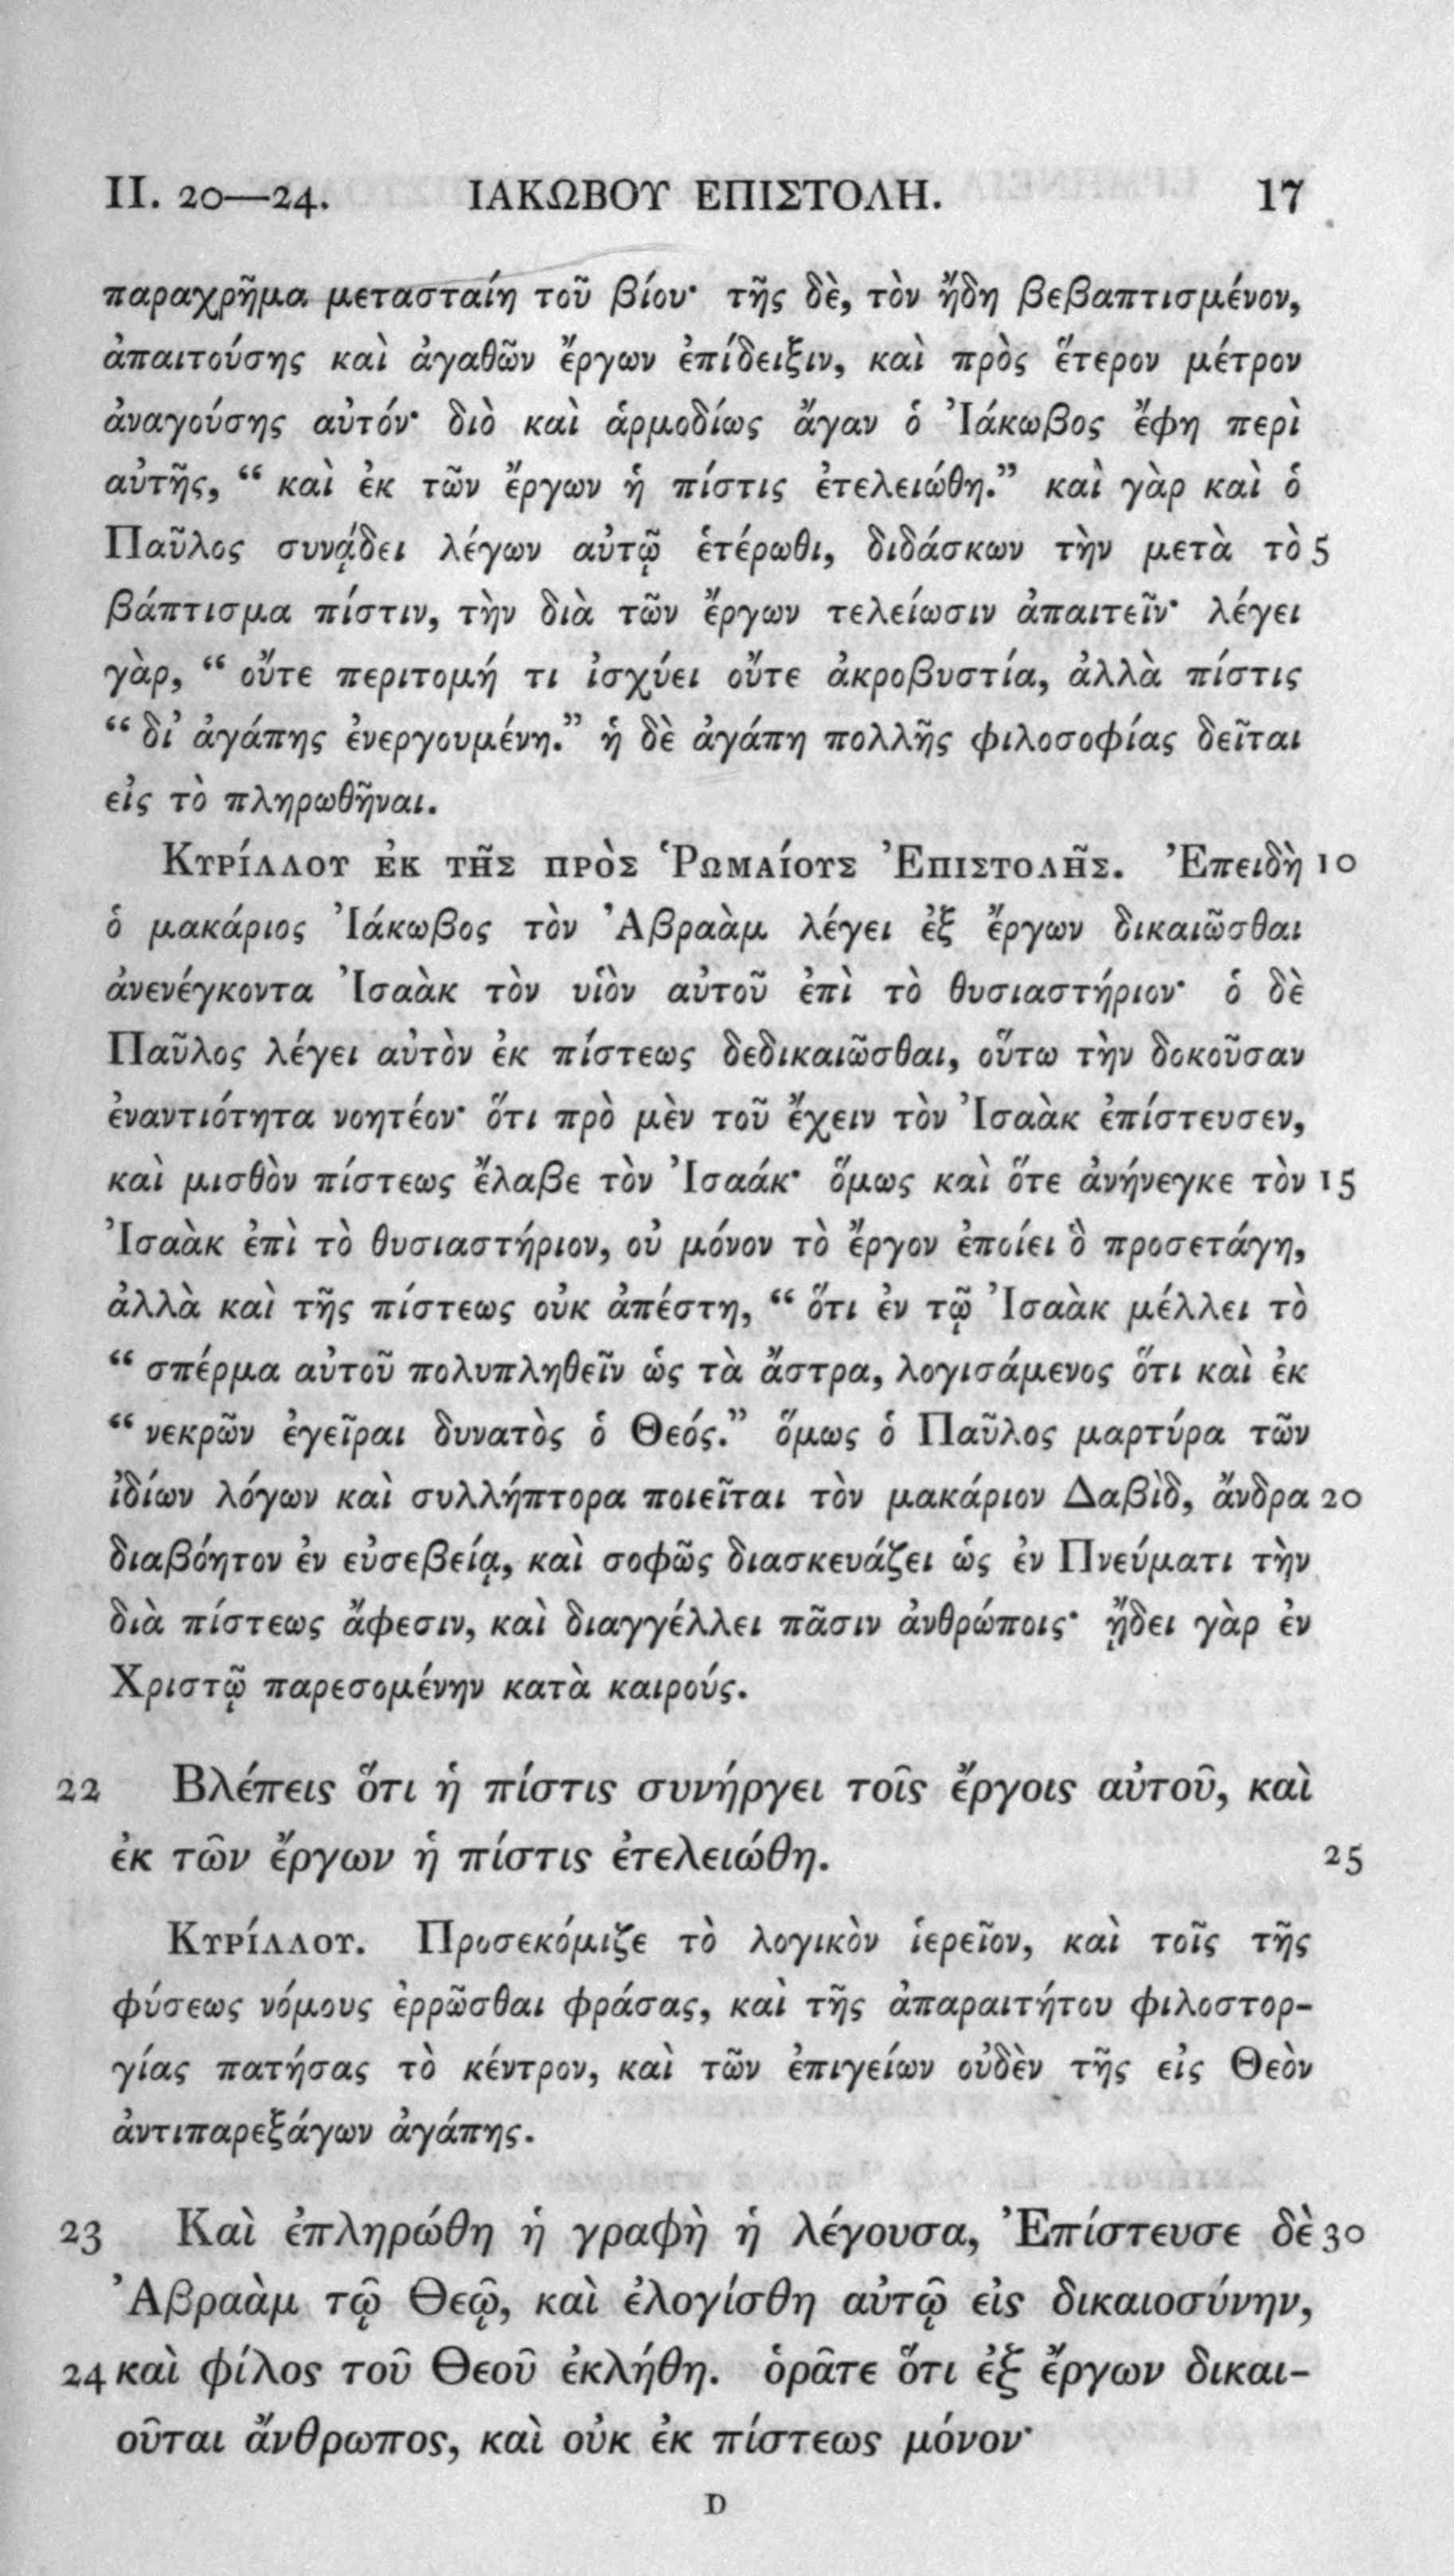 II. 20—24. ΙΑΚΩΒΟΥ ΕΠΙΣΤΟΛΗ. 17
παραχρῆμα μετασταίη τοῦ βίου· τῆς δὲ, τὸν ἤδη βεβαπτισμένον,
ἀπαιτούσης καὶ ἀγαθῶν ἔργων ἐπίδειξιν, καὶ πρὸς ἕτερον μέτρον
ἀναγούσης αὐτόν· διὸ καὶ ἁρμοδίως ἄγαν ὁ Ἰάκωβος ἔφη περὶ
αὐτῆς, “ καὶ ἐκ τῶν ἔργων ἡ πίστις ἐτελειώθη.” καὶ γὰρ καὶ ὁ
Παῦλος συνᾴδει λέγων αὐτῷ ἑτέρωθι, διδάσκων τὴν μετὰ τὸ 5
βάπτισμα πίστιν, τὴν διὰ τῶν ἔργων τελείωσιν ἀπαιτεῖν· λέγει
γὰρ, “ οὔτε περιτομή τι ἰσχύει οὔτε ἀκροβυστία, ἀλλὰ πίστις
“ δι᾽ ἀγάπης ἐνεργουμένη.” ἡ δὲ ἀγάπη πολλῆς φιλοσοφίας δεῖται
εἰς τὸ πληρωθῆναι.
Κυρίλλου ἐκ τῆς πρὸς Ῥωμαίους Ἐπιστολῆς. Ἐπειδὴ 10
ὁ μακάριος Ἰάκωβος τὸν Ἀβραὰμ λέγει ἐξ ἔργων δικαιῶσθαι
ἀνενέγκοντα Ἰσαὰκ τὸν υἱὸν αὐτοῦ ἐπὶ τὸ θυσιαστήριον· ὁ δὲ
Παῦλος λέγει αὐτὸν ἐκ πίστεως δεδικαιῶσθαι, οὕτω τὴν δοκοῦσαν
ἐναντιότητα νοητέον· ὅτι πρὸ μὲν τοῦ ἔχειν τὸν Ἰσαὰκ ἐπίστευσεν,
καὶ μισθὸν πίστεως ἔλαβε τὸν Ἰσαάκ· ὅμως καὶ ὅτε ἀνήνεγκε τὸν 15
Ἰσαὰκ ἐπὶ τὸ θυσιαστήριον, οὐ μόνον τὸ ἔργον ἐποίει ὃ προσετάγη,
ἀλλὰ καὶ τῆς πίστεως οὐκ ἀπέστη, “ ὅτι ἐν τῷ Ἰσαὰκ μέλλει τὸ
“ σπέρμα αὐτοῦ πολυπληθεῖν ὡς τὰ ἄστρα, λογισάμενος ὅτι καὶ ἐκ
“ νεκρῶν ἐγεῖραι δυνατὸς ὁ Θεός.” ὅμως ὁ Παῦλος μαρτύρα τῶν
ἰδίων λόγων καὶ συλλήπτορα ποιεῖται τὸν μακάριον Δαβὶδ, ἄνδρα 20
διαβόητον ἐν εὐσεβείᾳ, καὶ σοφῶς διασκευάζει ὡς ἐν Πνεύματι τὴν
διὰ πίστεως ἄφεσιν, καὶ διαγγέλλει πᾶσιν ἀνθρώποις· ᾔδει γὰρ ἐν
Χριστῷ παρεσομένην κατὰ καιρούς.
22 Βλέπεις ὅτι ἡ πίστις συνήργει τοῖς ἔργοις αὐτοῦ, καὶ
ἐκ τῶν ἔργων ἡ πίστις ἐτελειώθη. 25
Κυρίλλου. Προσεκόμιζε τὸ λογικὸν ἱερεῖον, καὶ τοῖς τῆς
φύσεως νόμους ἐρρῶσθαι φράσας, καὶ τῆς ἀπαραιτήτου φιλοστορ-
γίας πατήσας τὸ κέντρον, καὶ τῶν ἐπιγείων οὐδὲν τῆς εἰς Θεὸν
ἀντιπαρεξάγων ἀγάπης.
23 Καὶ ἐπληρώθη ἡ γραφὴ ἡ λέγουσα, Ἐπίστευσε δὲ 30
Ἀβραὰμ τῷ Θεῷ, καὶ ἐλογίσθη αὐτῷ εἰς δικαιοσύνην,
24 καὶ φίλος τοῦ Θεοῦ ἐκλήθη. ὁρᾶτε ὅτι ἐξ ἔργων δικαι-
οῦται ἄνθρωπος, καὶ οὐκ ἐκ πίστεως μόνον·
D